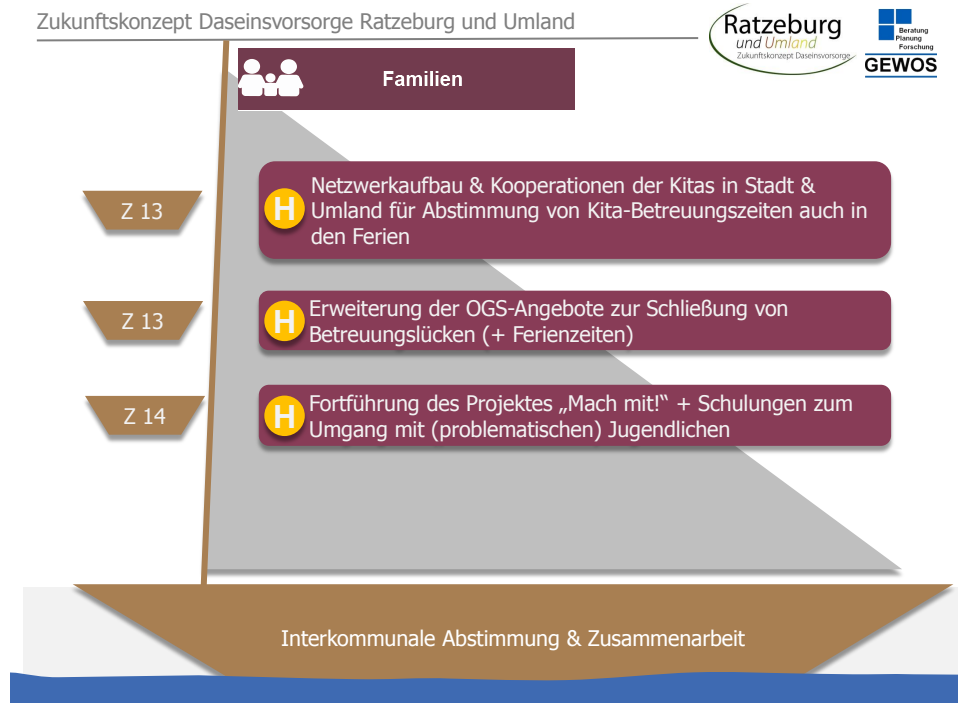 Zukunftskonzept Daseinsvorsorge Ratzeburg und Umland
Ratzeburg
und Umland
Zukunftskonzept Daseinsvorsorge
Beratung
Planung
Forschung
GEWOS
Familien
Z 13
H
Netzwerkaufbau & Kooperationen der Kitas in Stadt &
Umland für Abstimmung von Kita-Betreuungszeiten auch in
den Ferien
Z 13
H
Erweiterung der OGS-Angebote zur Schließung von
Betreuungslücken (+ Ferienzeiten)
Z 14
H
Fortführung des Projektes „Mach mit!“ + Schulungen zum
Umgang mit (problematischen) Jugendlichen
Interkommunale Abstimmung & Zusammenarbeit